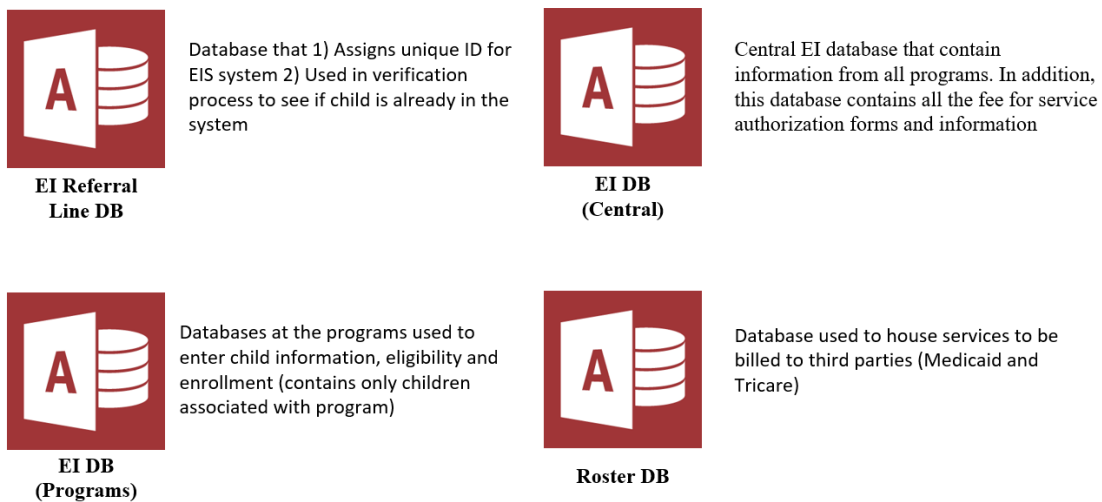 A
Database that 1) Assigns unique ID for
EIS system 2) Used in verification
process to see if child is already in the
system
EI Referral
Line DB
A
Central EI database that contain
information from all programs. In addition,
this database contains all the fee for service
authorization forms and information
EI DB
(Central)
A
Databases at the programs used to
enter child information, eligibility and
enrollment (contains only children
associated with program)
EI DB
(Programs)
A
Database used to house services to be
billed to third parties (Medicaid and
Tricare)
Roster DB